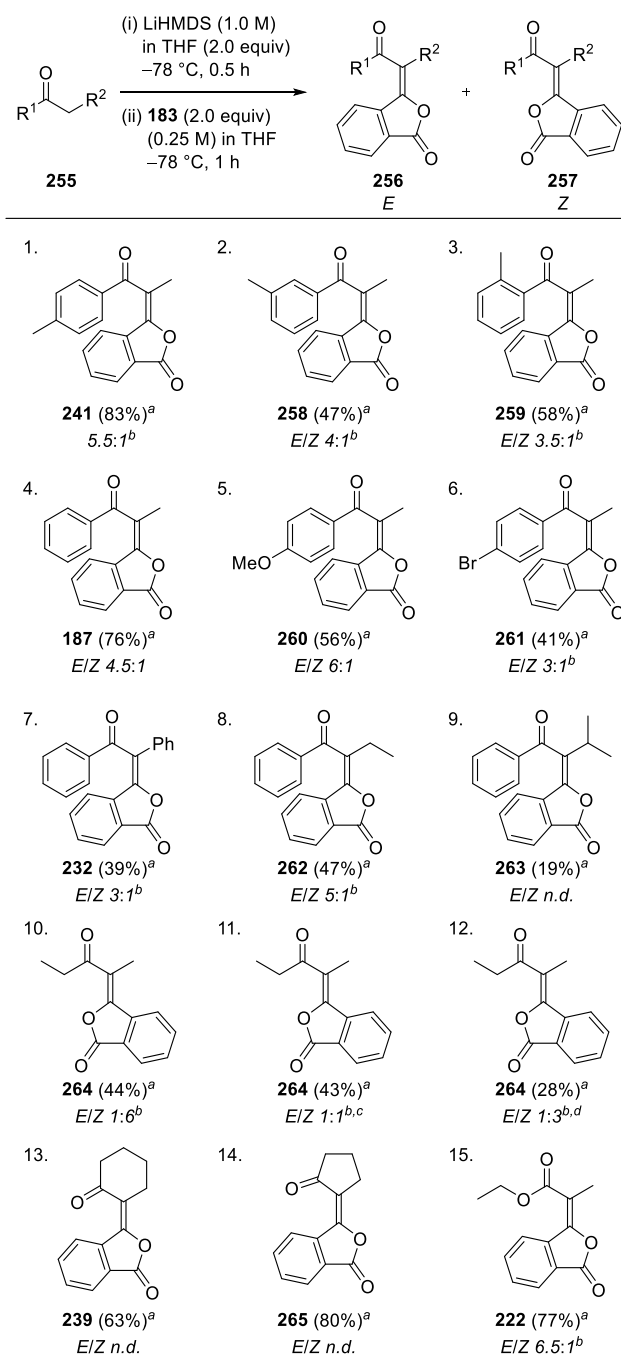 (i) LiHMDS (1.0 M)
in THF (2.0 equiv)
–78 °C, 0.5 h
(ii) 183 (2.0 equiv)
(0.25 M) in THF
–78 °C, 1 h
O
R1 R2
255
O
R1 R2
O
O
256
E
+
O
R1 R2
O
O
257
Z
1.
O
O
O
241 (83%)a
5.5:1b
2.
O
O
O
258 (47%)a
E/Z 4:1b
3.
O
O
O
259 (58%)a
E/Z 3.5:1b
4.
O
O
O
187 (76%)a
E/Z 4.5:1
5.
O
MeO
O
O
260 (56%)a
E/Z 6:1
6.
O
Br
O
O
261 (41%)a
E/Z 3:1b
7.
O
Ph
O
O
232 (39%)a
E/Z 3:1b
8.
O
O
O
262 (47%)a
E/Z 5:1b
9.
O
O
O
263 (19%)a
E/Z n.d.
10.
O
O
O
264 (44%)a
E/Z 1:6b
11.
O
O
O
264 (43%)a
E/Z 1:1b,c
12.
O
O
O
264 (28%)a
E/Z 1:3b,d
13.
O
O
O
239 (63%)a
E/Z n.d.
14.
O
O
O
265 (80%)a
E/Z n.d.
15.
O
O
O
O
222 (77%)a
E/Z 6.5:1b